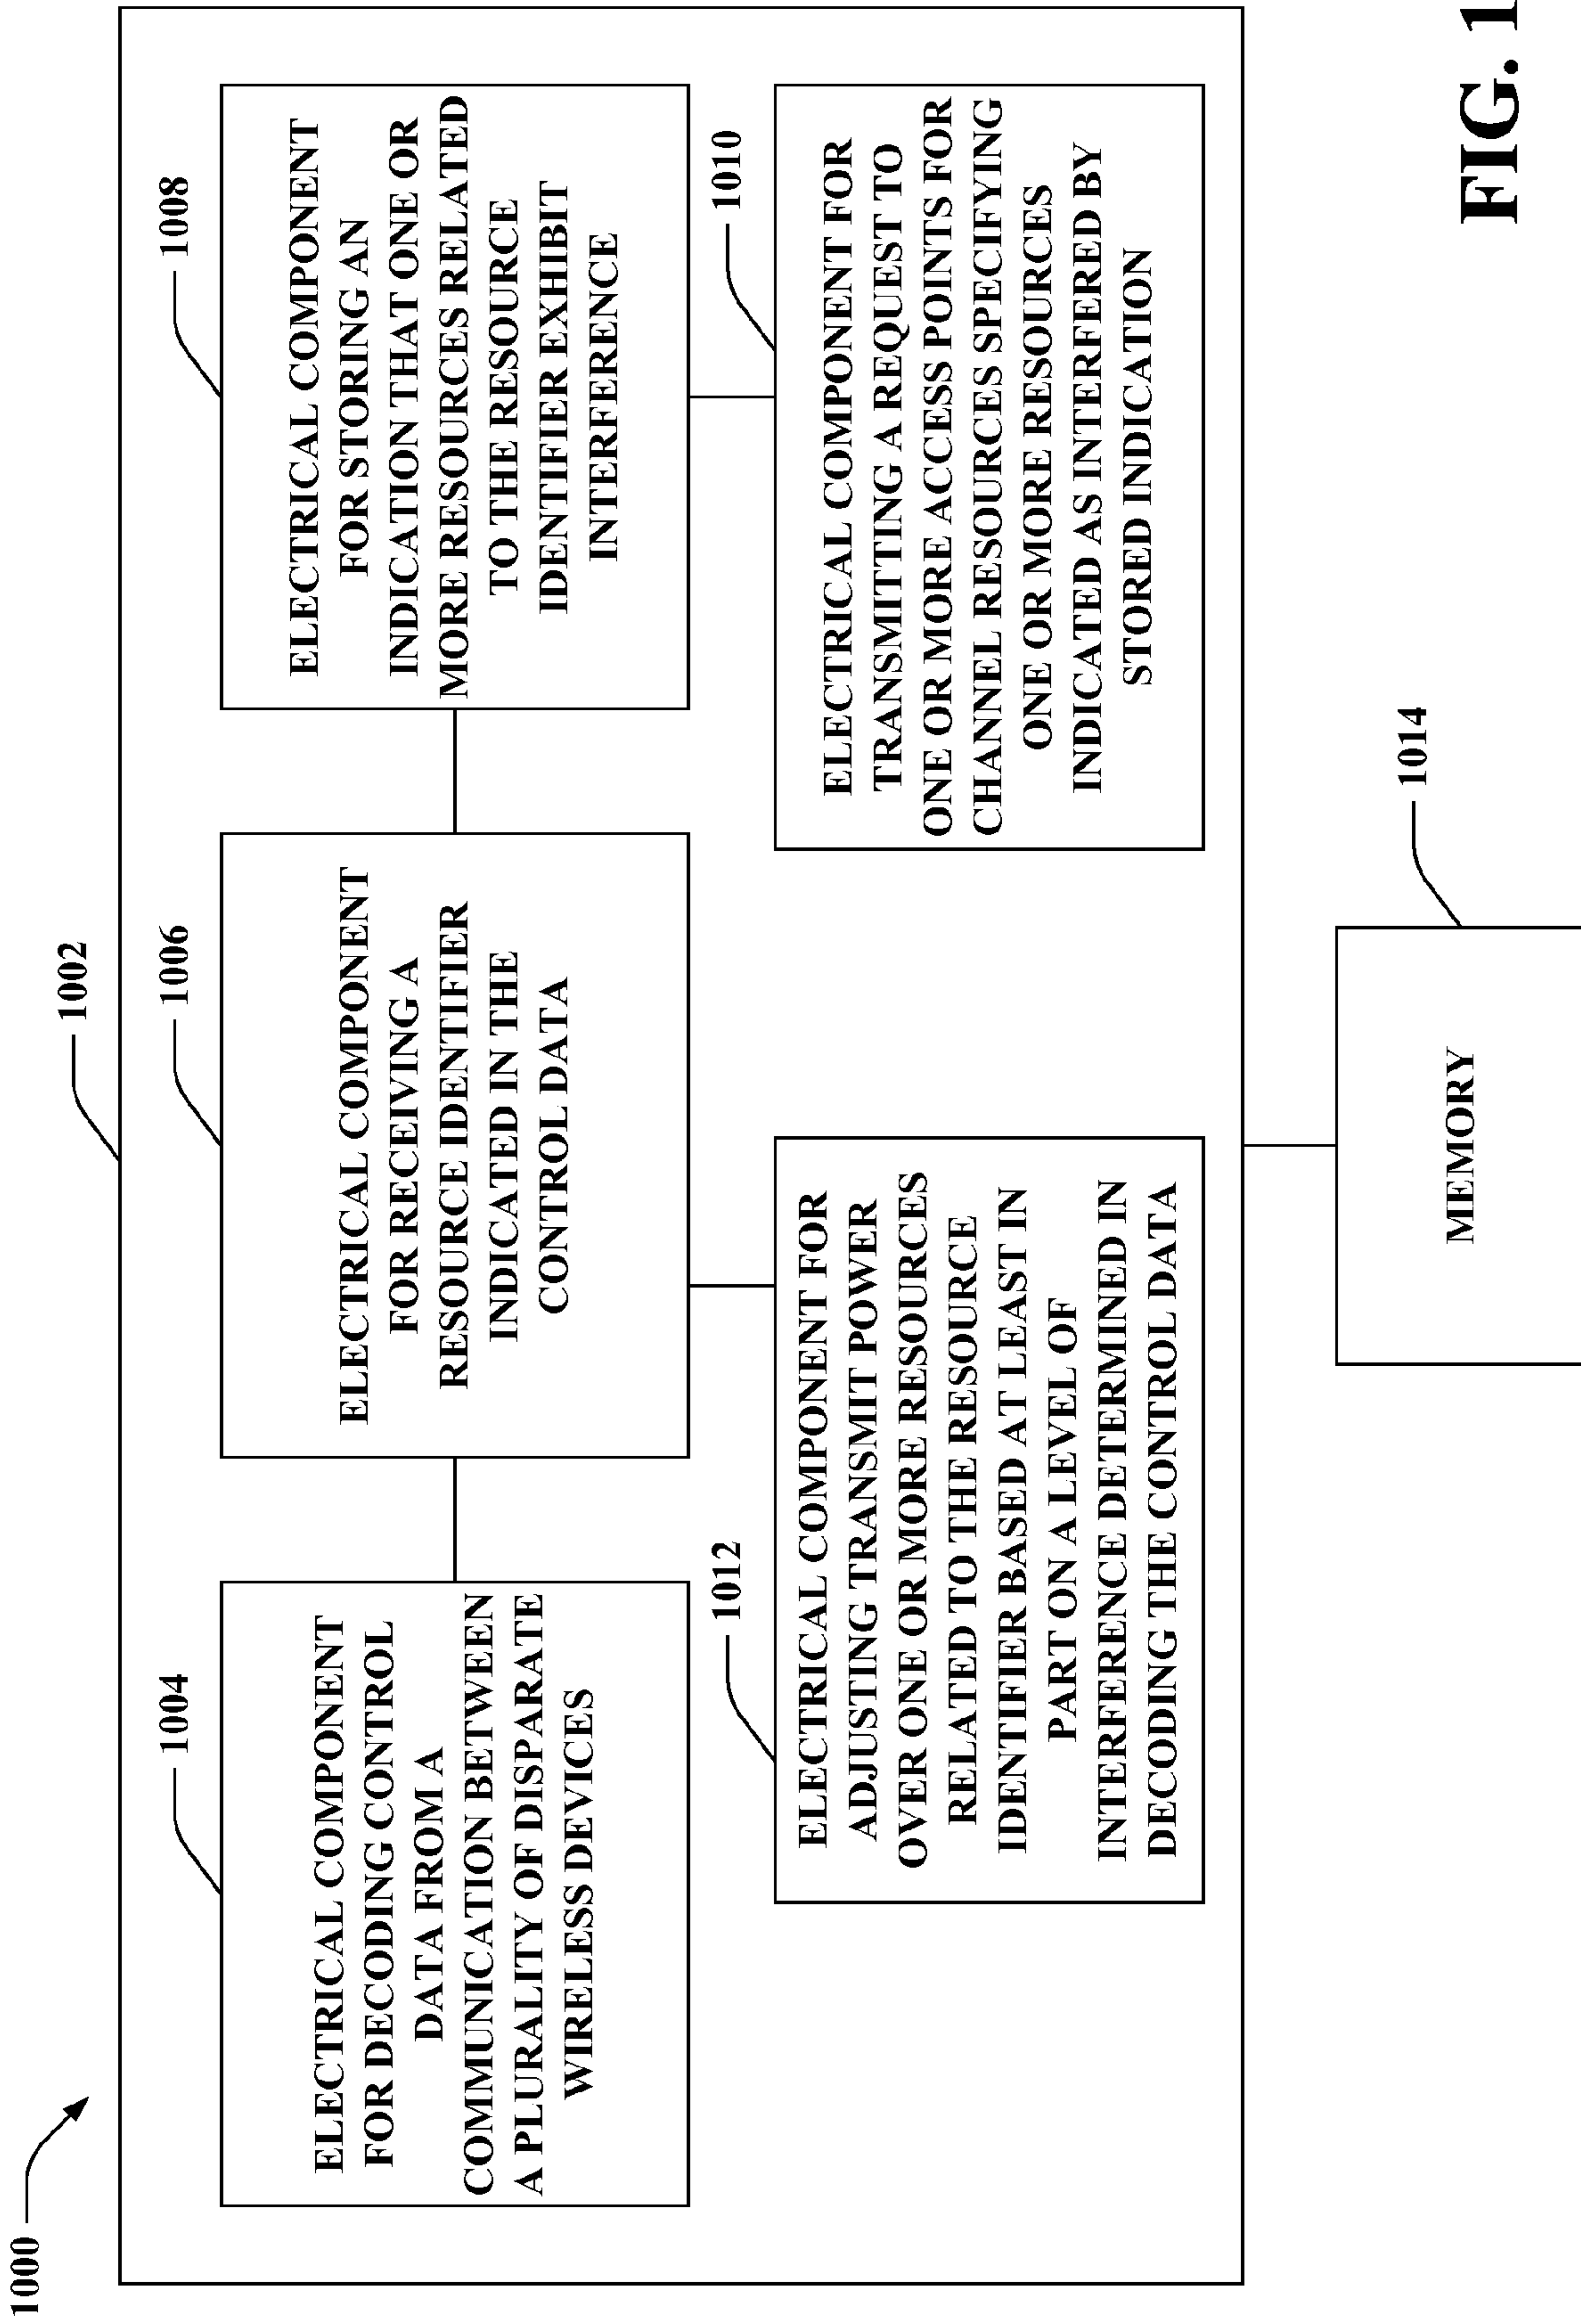 1000
1002
1004
ELECTRICAL COMPONENT
FOR DECODING CONTROL
DATA FROM A
COMMUNICATION BETWEEN
A PLURALITY OF DISPARATE
WIRELESS DEVICES
1006
ELECTRICAL COMPONENT
FOR RECEIVING A
RESOURCE IDENTIFIER
INDICATED IN THE
CONTROL DATA
1008
ELECTRICAL COMPONENT
FOR STORING AN
INDICATION THAT ONE OR
MORE RESOURCES RELATED
TO THE RESOURCE
IDENTIFIER EXHIBIT
INTERFERENCE
1012
ELECTRICAL COMPONENT FOR
ADJUSTING TRANSMIT POWER
OVER ONE OR MORE RESOURCES
RELATED TO THE RESOURCE
IDENTIFIER BASED AT LEAST IN
PART ON A LEVEL OF
INTERFERENCE DETERMINED IN
DECODING THE CONTROL DATA
1010
ELECTRICAL COMPONENT FOR
TRANSMITTING A REQUEST TO
ONE OR MORE ACCESS POINTS FOR
CHANNEL RESOURCES SPECIFYING
ONE OR MORE RESOURCES
INDICATED AS INTERFERED BY
STORED INDICATION
1014
MEMORY
FIG. 1